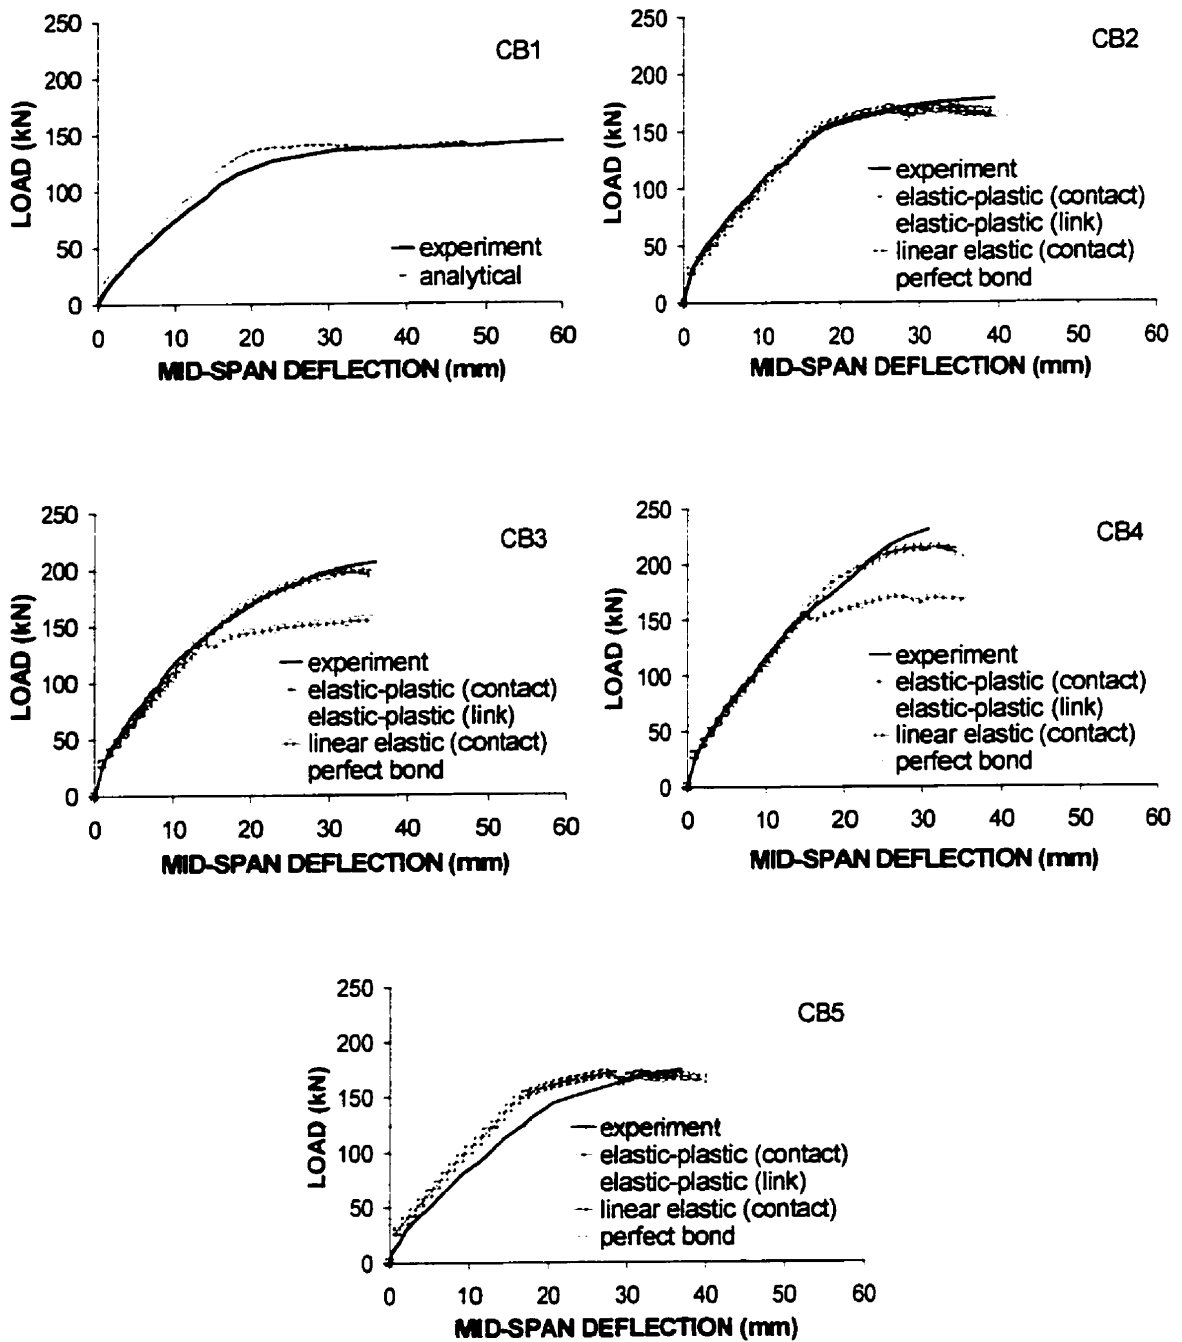 250
200
150
100
50
0
LOAD (kN)
CB1
experiment
analytical
0 10 20 30 40 50 60
MID-SPAN DEFLECTION (mm)
250
200
150
100
50
0
LOAD (kN)
CB2
experiment
elastic-plastic (contact)
elastic-plastic (link)
linear elastic (contact)
perfect bond
0 10 20 30 40 50 60
MID-SPAN DEFLECTION (mm)
250
200
150
100
50
0
LOAD (kN)
CB3
experiment
elastic-plastic (contact)
elastic-plastic (link)
linear elastic (contact)
perfect bond
0 10 20 30 40 50 60
MID-SPAN DEFLECTION (mm)
250
200
150
100
50
0
LOAD (kN)
CB4
experiment
elastic-plastic (contact)
elastic-plastic (link)
linear elastic (contact)
perfect bond
0 10 20 30 40 50 60
MID-SPAN DEFLECTION (mm)
250
200
150
100
50
0
LOAD (kN)
CB5
experiment
elastic-plastic (contact)
elastic-plastic (link)
linear elastic (contact)
perfect bond
0 10 20 30 40 50 60
MID-SPAN DEFLECTION (mm)